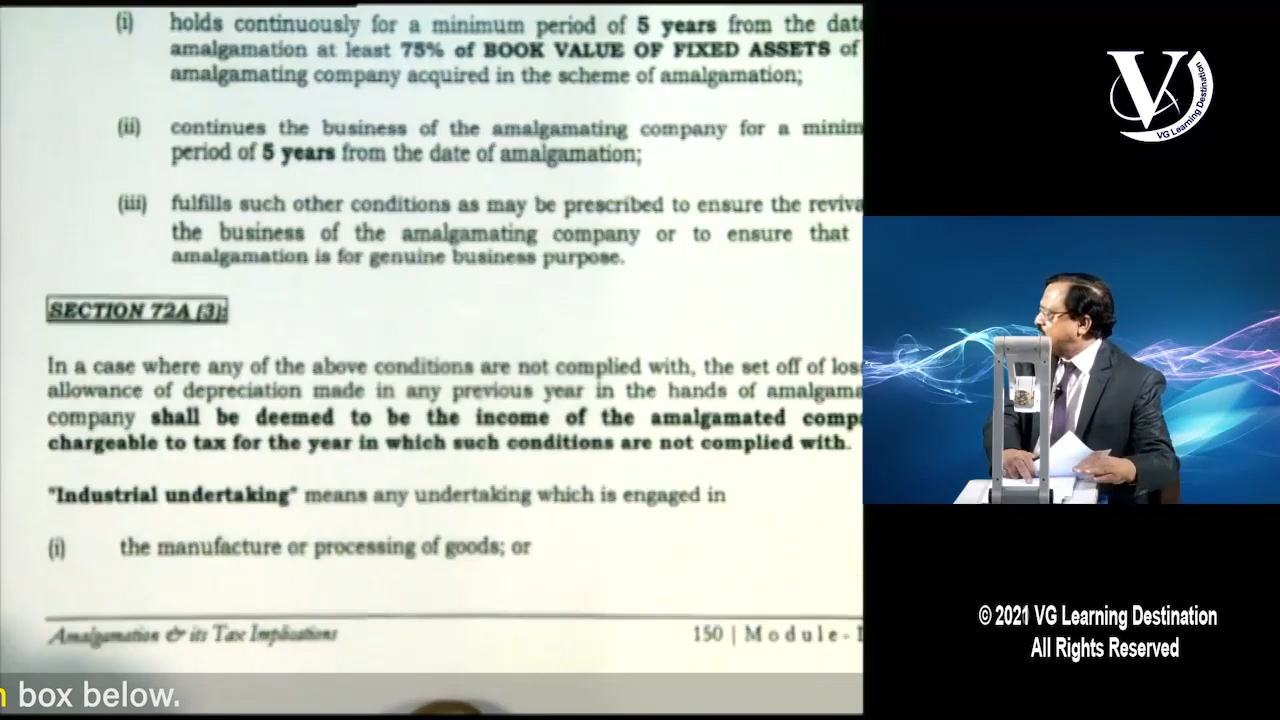 (i) holds continuously for a minimum period of 5 years from the date
amalgamation at least 75% of BOOK VALUE OF FIXED ASSETS of
amalgamating company acquired in the scheme of amalgamation;
(ii) continues the business of the amalgamating company for a minim
period of 5 years from the date of amalgamation;
(iii) fulfills such other conditions as may be prescribed to ensure the reviva
the business of the amalgamating company or to ensure that
amalgamation is for genuine business purpose.
SECTION 72A (3):
In a case where any of the above conditions are not complied with, the set off of los
allowance of depreciation made in any previous year in the hands of amalgama
company shall be deemed to be the income of the amalgamated comp
chargeable to tax for the year in which such conditions are not complied with.
"Industrial undertaking" means any undertaking which is engaged in
(i) the manufacture or processing of goods; or
Amalgamation & its Tax Implications
150 | Module-
box below.
V
VG Learning Destination
© 2021 VG Learning Destination
All Rights Reserved